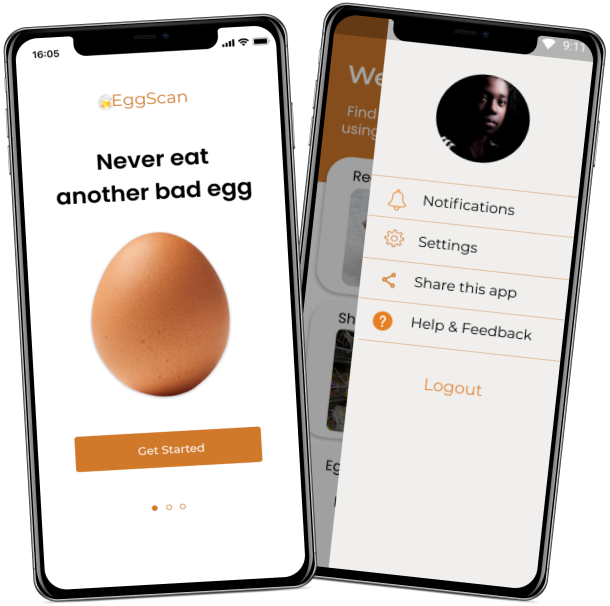 16:05
EggScan
Never eat
another bad egg
Get Started
9:11
We
Find
using
Re
Sh
Eg
Notifications
Settings
Share this app
Help & Feedback
Logout